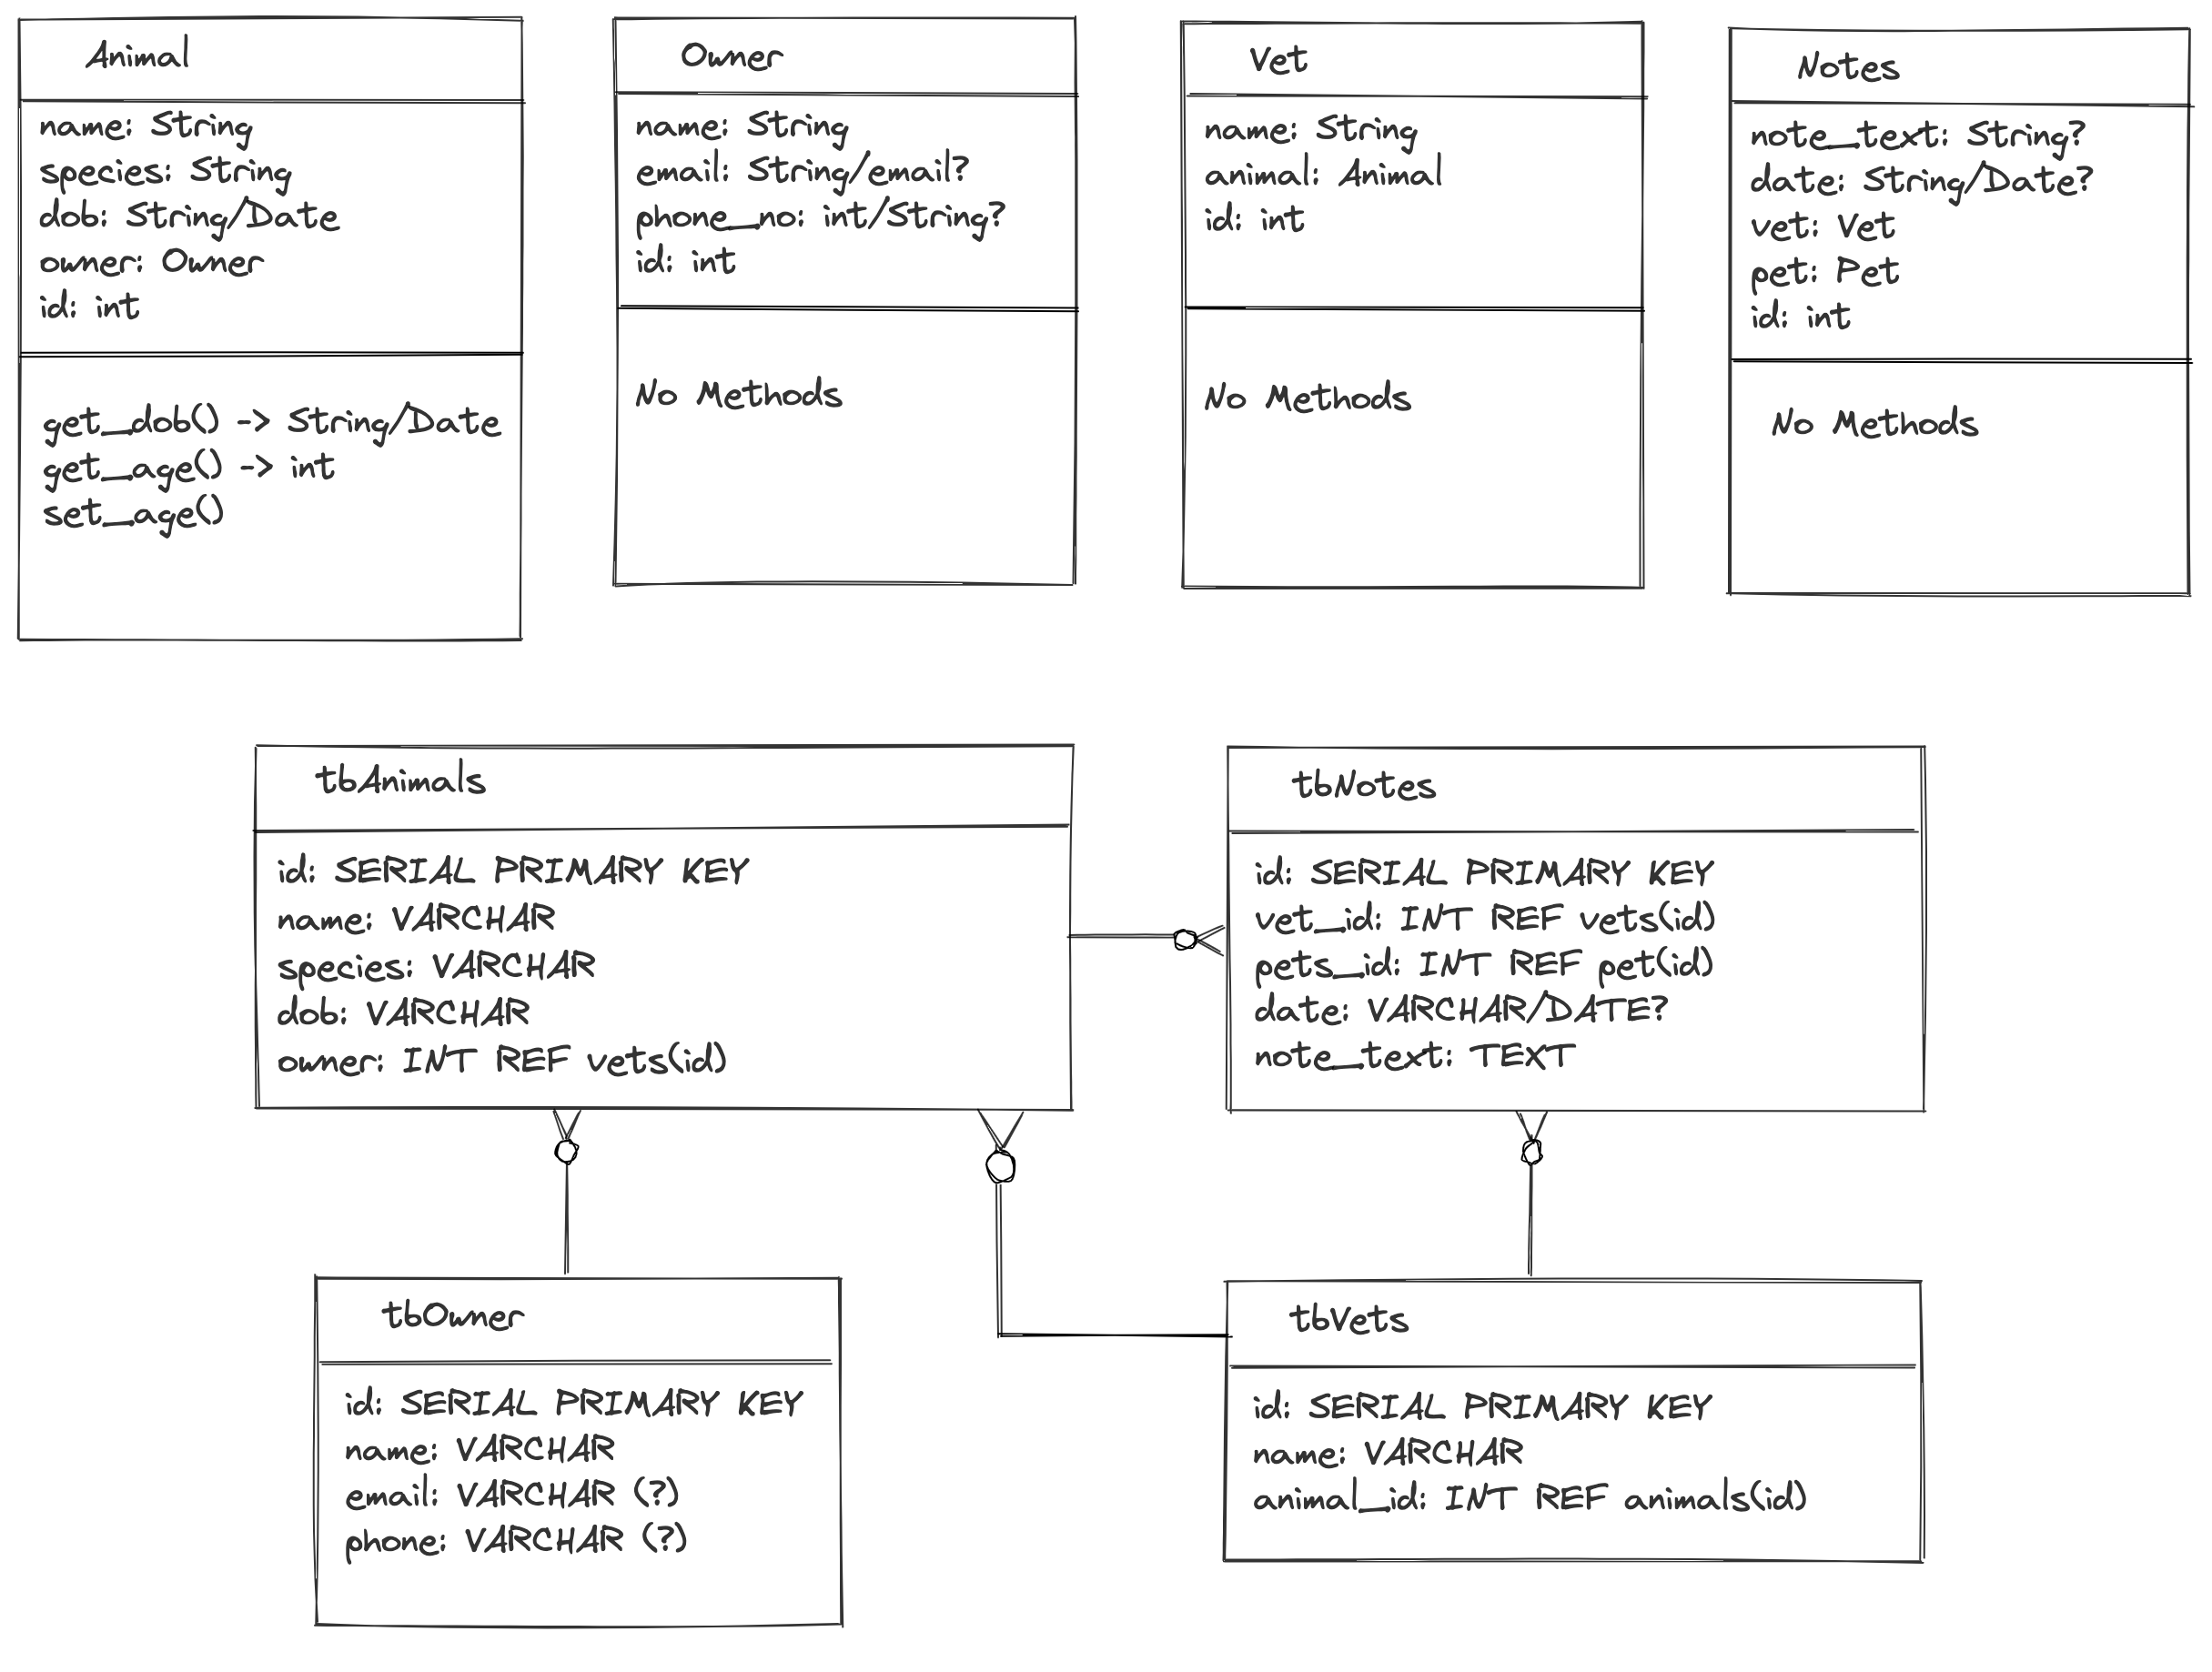 Animal
name: String
species: String
dob: String/Date
owner: Owner
id: int
get_dob() -> String/Date
get_age() -> int
set_age()
Owner
name: String
email: String/email?
phone_no: int/String?
id: int
No Methods
Vet
name: String
animal: Animal
id: int
No Methods
Notes
note_text: String?
date: String/Date?
vet: Vet
pet: Pet
id: int
No Methods
tbAnimals
id: SERIAL PRIMARY KEY
name: VARCHAR
species: VARCHAR
dob: VARCHAR
owner: INT REF vets(id)
tbNotes
id: SERIAL PRIMARY KEY
vet_id: INT REF vets(id)
pets_id: INT REF pet(id)
date: VARCHAR/DATE?
note_text: TEXT
tbOwner
id: SERIAL PRIMARY KEY
name: VARCHAR
email: VARCHAR (?)
phone: VARCHAR (?)
tbVets
id: SERIAL PRIMARY KEY
name: VARCHAR
animal_id: INT REF animals(id)